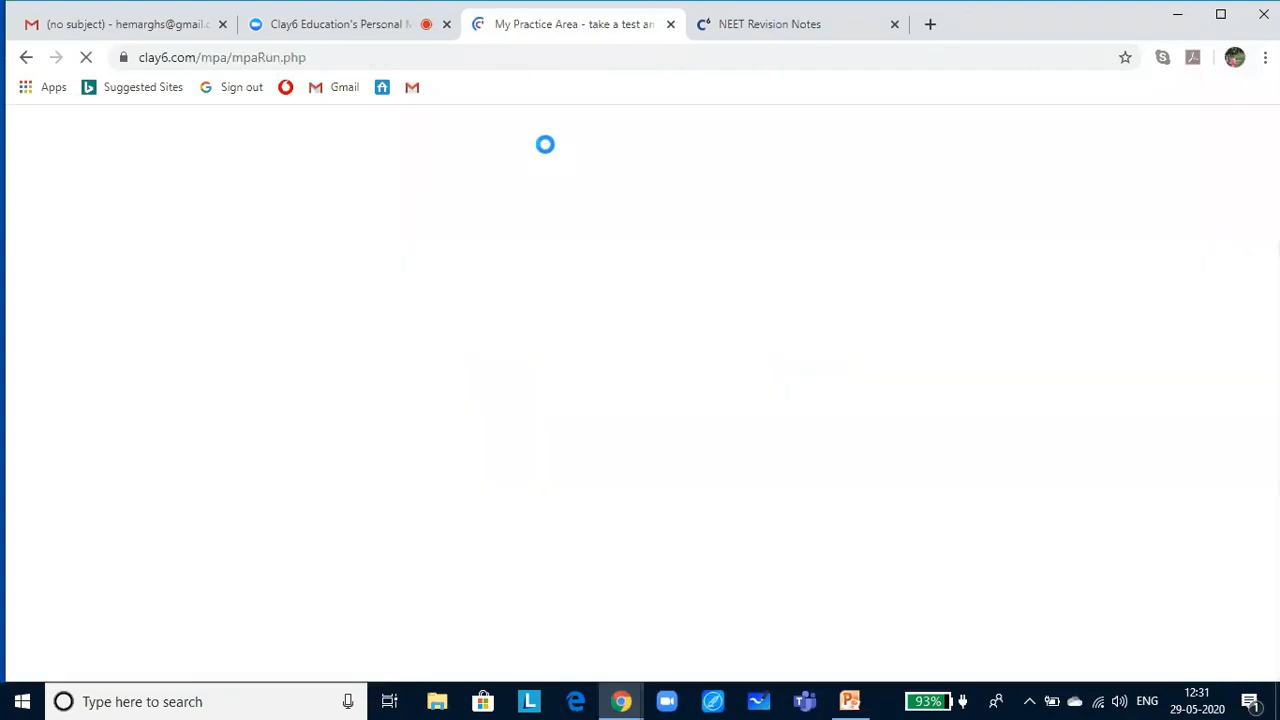 (no subject) - hemarghs@gmail.c
Clay6 Education's Personal M
My Practice Area - take a test an
NEET Revision Notes
clay6.com/mpa/mpaRun.php
Apps
Suggested Sites
Sign out
Gmail
Type here to search
93%
ENG
12:31
29-05-2020